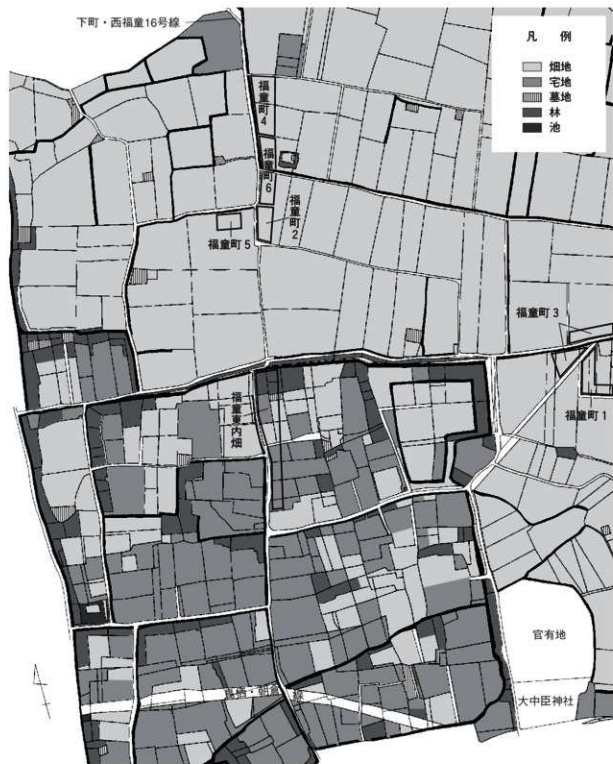 下町・西福童16号線
凡 例
畑地
宅地
墓地
林
池
福童町4
福童町6
福童町2
福童町5
福童町3
福童町1
福童東内畑
官有地
大中臣神社